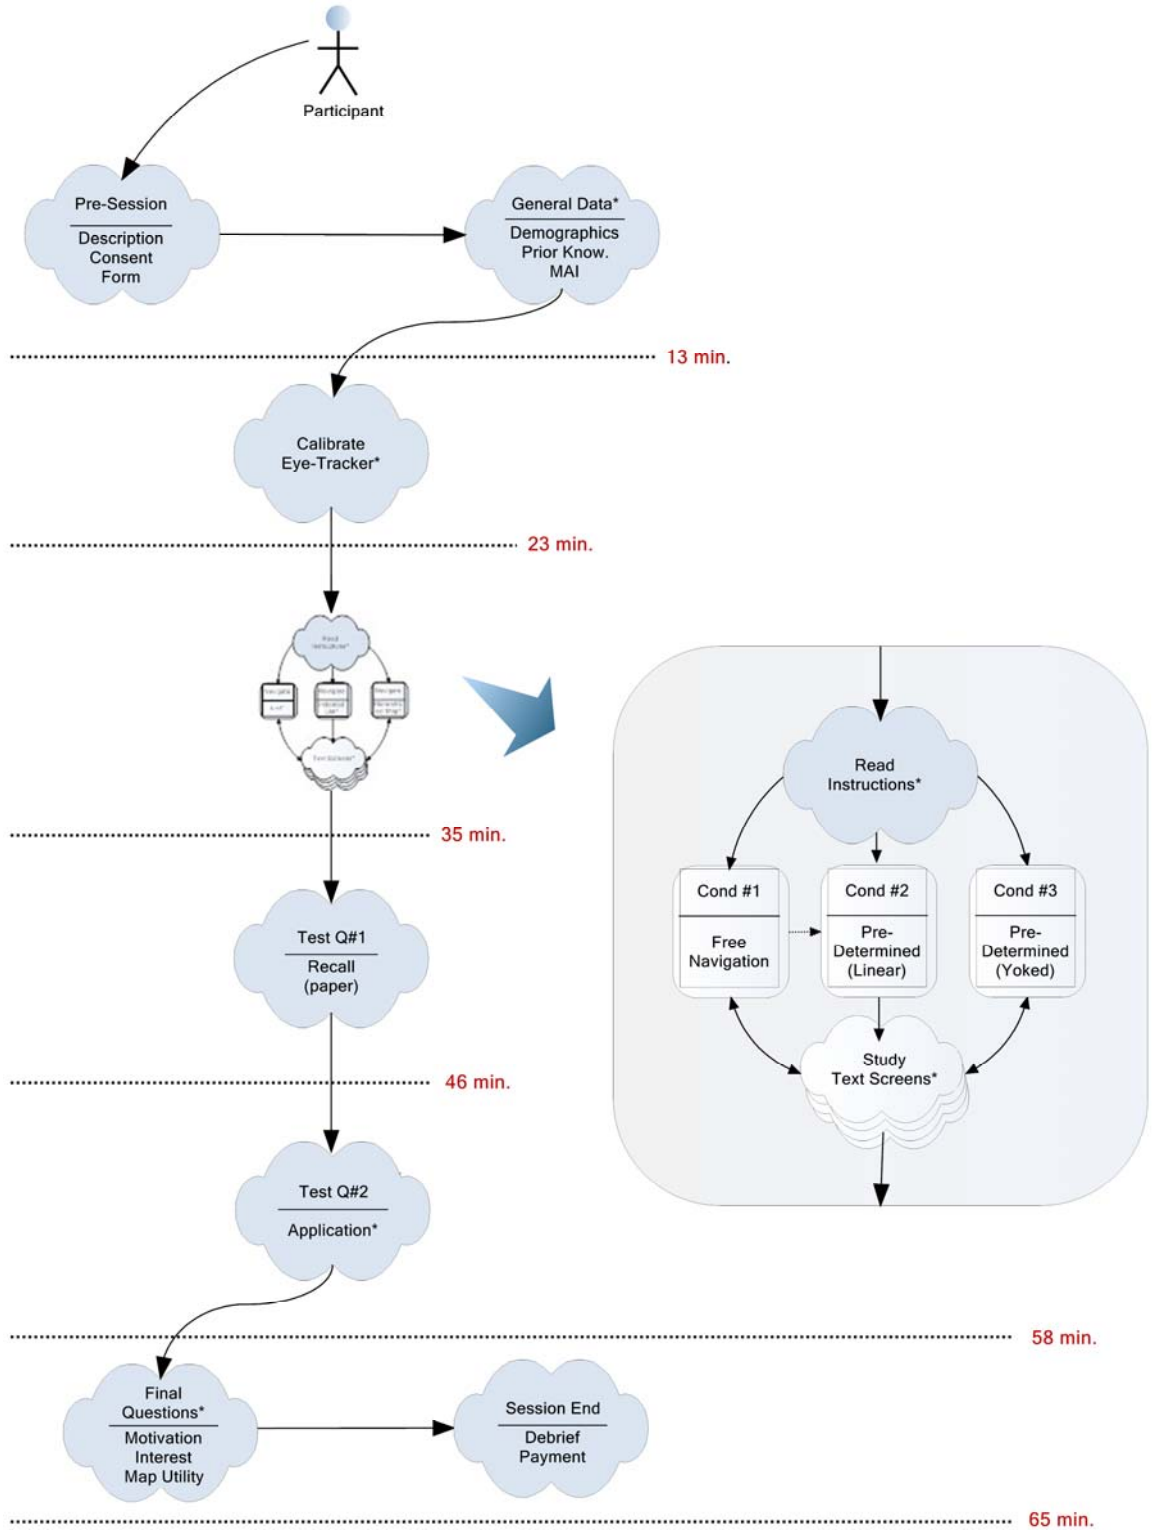 Participant
Pre-Session
Description
Consent
Form
General Data*
Demographics
Prior Know.
MAI
13 min.
Calibrate
Eye-Tracker*
23 min.
Read
Instructions*
Cond #1
Free
Navigation
Cond #2
Pre-
Determined
(Linear)
Cond #3
Pre-
Determined
(Yoked)
Study
Text Screens*
35 min.
Test Q#1
Recall
(paper)
46 min.
Test Q#2
Application*
58 min.
Final
Questions*
Motivation
Interest
Map Utility
Session End
Debrief
Payment
65 min.